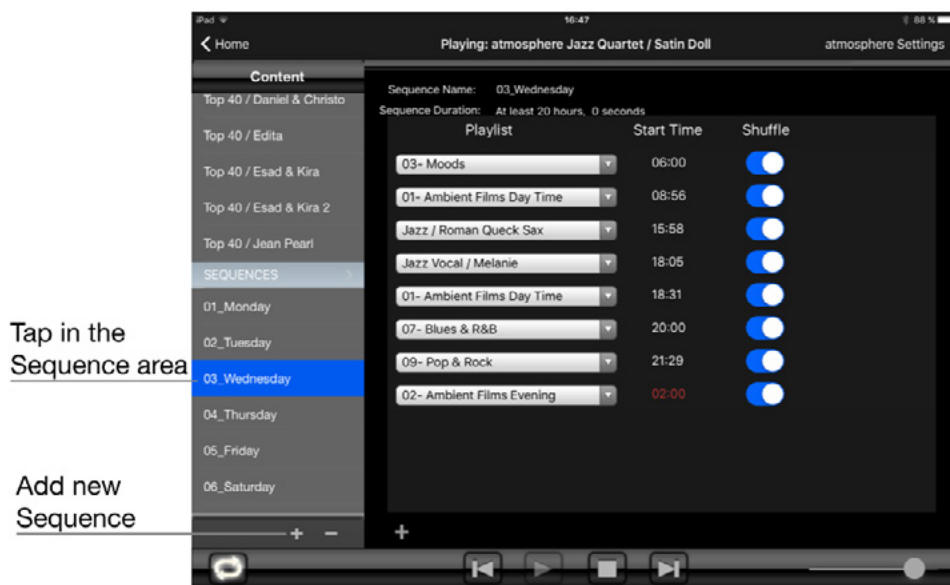 iPad 16:47 88 %
Home Playing: atmosphere Jazz Quartet / Satin Doll atmosphere Settings
Content
Top 40 / Daniel & Christo
Top 40 / Edita
Top 40 / Esad & Kira
Top 40 / Esad & Kira 2
Top 40 / Jean Pearl
SEQUENCES
01_Monday
02_Tuesday
03_Wednesday
04_Thursday
05_Friday
06_Saturday
+ −
Tap in the
Sequence area
Add new
Sequence
Sequence Name: 03_Wednesday
Sequence Duration: At least 20 hours, 0 seconds
Playlist Start Time Shuffle
03- Moods 06:00
01- Ambient Films Day Time 08:56
Jazz / Roman Queck Sax 15:58
Jazz Vocal / Melanie 18:05
01- Ambient Films Day Time 18:31
07- Blues & R&B 20:00
09- Pop & Rock 21:29
02- Ambient Films Evening 02:00
+